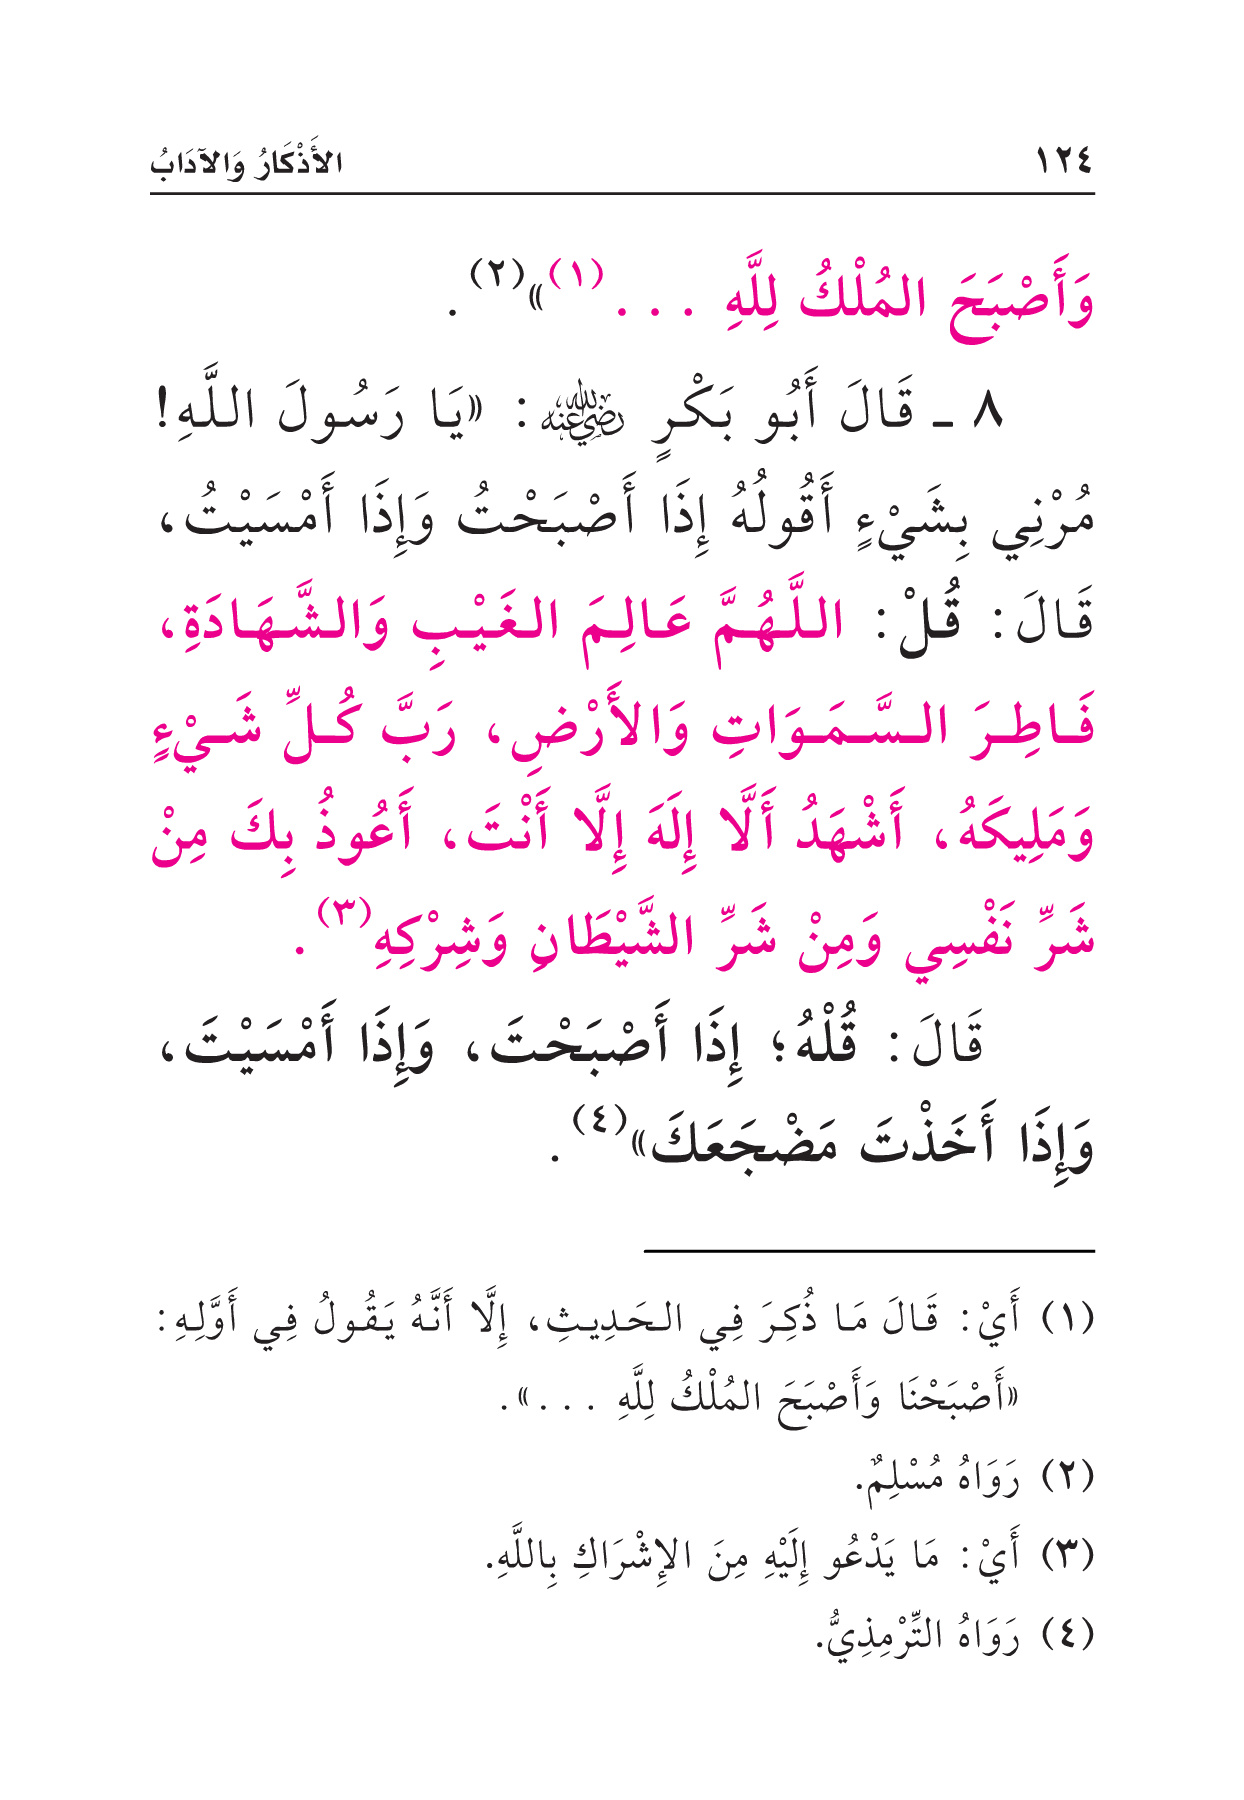 ١٢٤ الأَذْكَارُ وَالآدَابُ
وَأَصْبَحَ المُلْكُ لِلَّهِ ...(١)»(٢).
٨ ـ قَالَ أَبُو بَكْرٍ رضي الله عنه: «يَا رَسُولَ اللَّهِ!
مُرْنِي بِشَيْءٍ أَقُولُهُ إِذَا أَصْبَحْتُ وَإِذَا أَمْسَيْتُ،
قَالَ: قُلْ: اللَّهُمَّ عَالِمَ الغَيْبِ وَالشَّهَادَةِ،
فَاطِرَ السَّمَوَاتِ وَالأَرْضِ، رَبَّ كُلِّ شَيْءٍ
وَمَلِيكَهُ، أَشْهَدُ أَلَّا إِلَهَ إِلَّا أَنْتَ، أَعُوذُ بِكَ مِنْ
شَرِّ نَفْسِي وَمِنْ شَرِّ الشَّيْطَانِ وَشِرْكِهِ(٣).
قَالَ: قُلْهُ؛ إِذَا أَصْبَحْتَ، وَإِذَا أَمْسَيْتَ،
وَإِذَا أَخَذْتَ مَضْجَعَكَ»(٤).
(١) أَيْ: قَالَ مَا ذُكِرَ فِي الحَدِيثِ، إِلَّا أَنَّهُ يَقُولُ فِي أَوَّلِهِ:
«أَصْبَحْنَا وَأَصْبَحَ المُلْكُ لِلَّهِ ...».
(٢) رَوَاهُ مُسْلِمٌ.
(٣) أَيْ: مَا يَدْعُو إِلَيْهِ مِنَ الإِشْرَاكِ بِاللَّهِ.
(٤) رَوَاهُ التِّرْمِذِيُّ.